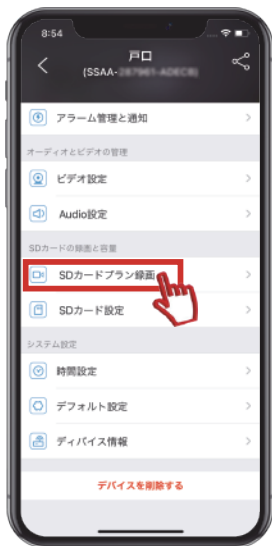 8:54
戸口
(SSAA-
アラーム管理と通知
オーディオとビデオの管理
ビデオ設定
Audio設定
SDカードの録画と容量
SDカードプラン録画
SDカード設定
システム設定
時間設定
デフォルト設定
ディバイス情報
デバイスを削除する